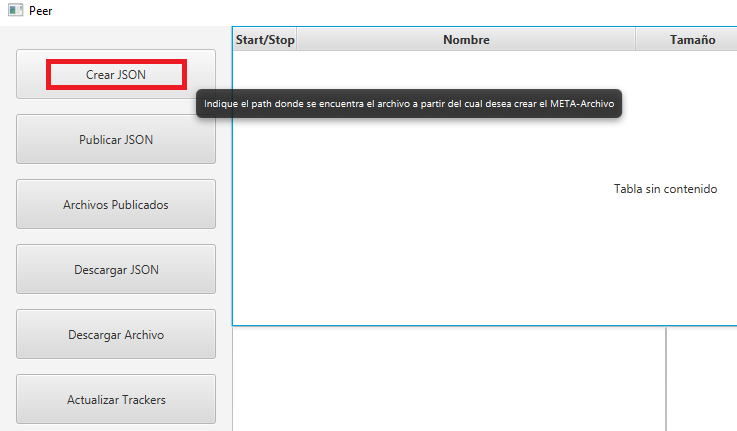 Peer
Start/Stop Nombre Tamaño
Crear JSON
Indique el path donde se encuentra el archivo a partir del cual desea crear el META-Archivo
Publicar JSON
Tabla sin contenido
Archivos Publicados
Descargar JSON
Descargar Archivo
Actualizar Trackers